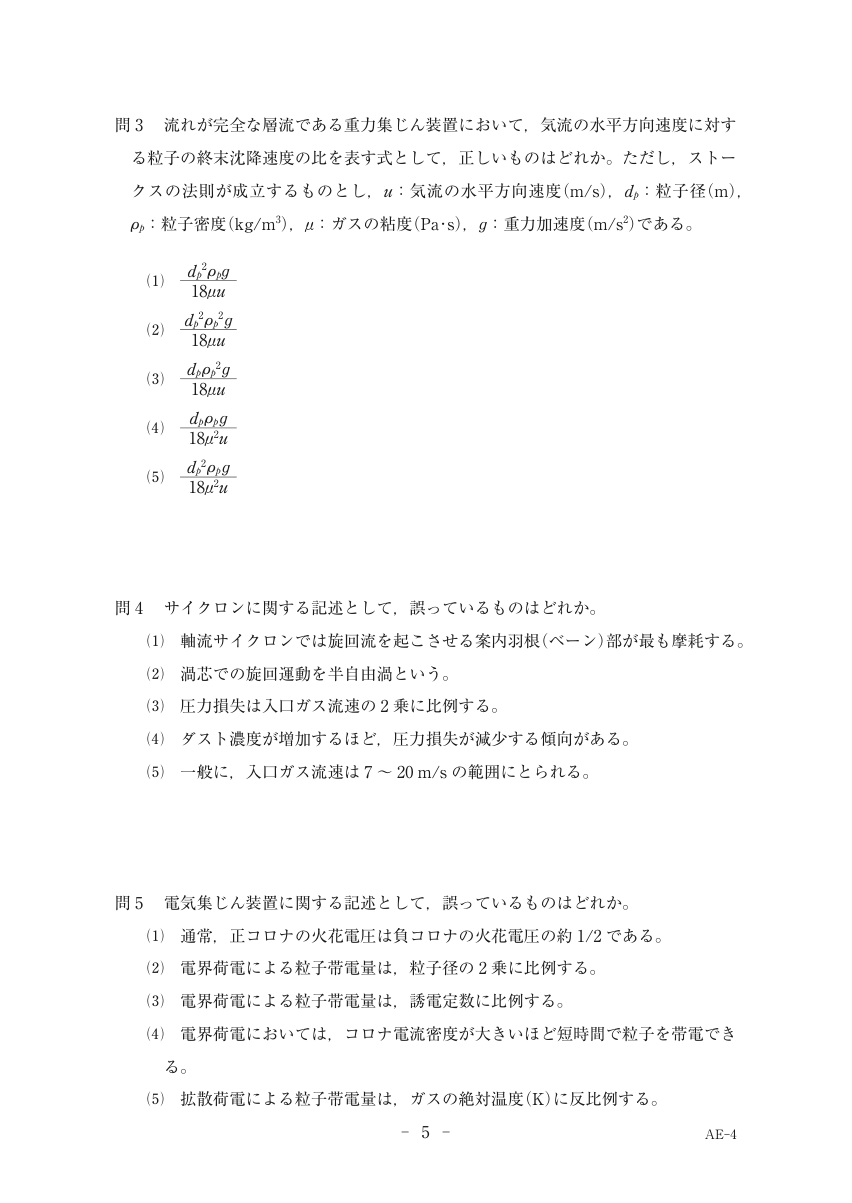 問3 流れが完全な層流である重力集じん装置において，気流の水平方向速度に対す
る粒子の終末沈降速度の比を表す式として，正しいものはどれか。ただし，ストー
クスの法則が成立するものとし，u：気流の水平方向速度(m/s)，dₚ：粒子径(m)，
ρₚ：粒子密度(kg/m³)，μ：ガスの粘度(Pa･s)，g：重力加速度(m/s²)である。
(1) dₚ²ρₚg / 18μu
(2) dₚ²ρₚ²g / 18μu
(3) dₚρₚ²g / 18μu
(4) dₚρₚg / 18μ²u
(5) dₚ²ρₚg / 18μ²u
問4 サイクロンに関する記述として，誤っているものはどれか。
(1) 軸流サイクロンでは旋回流を起こさせる案内羽根(ベーン)部が最も摩耗する。
(2) 渦芯での旋回運動を半自由渦という。
(3) 圧力損失は入口ガス流速の2乗に比例する。
(4) ダスト濃度が増加するほど，圧力損失が減少する傾向がある。
(5) 一般に，入口ガス流速は7～20 m/sの範囲にとられる。
問5 電気集じん装置に関する記述として，誤っているものはどれか。
(1) 通常，正コロナの火花電圧は負コロナの火花電圧の約1/2である。
(2) 電界荷電による粒子帯電量は，粒子径の2乗に比例する。
(3) 電界荷電による粒子帯電量は，誘電定数に比例する。
(4) 電界荷電においては，コロナ電流密度が大きいほど短時間で粒子を帯電でき
る。
(5) 拡散荷電による粒子帯電量は，ガスの絶対温度(K)に反比例する。
- 5 -
AE-4